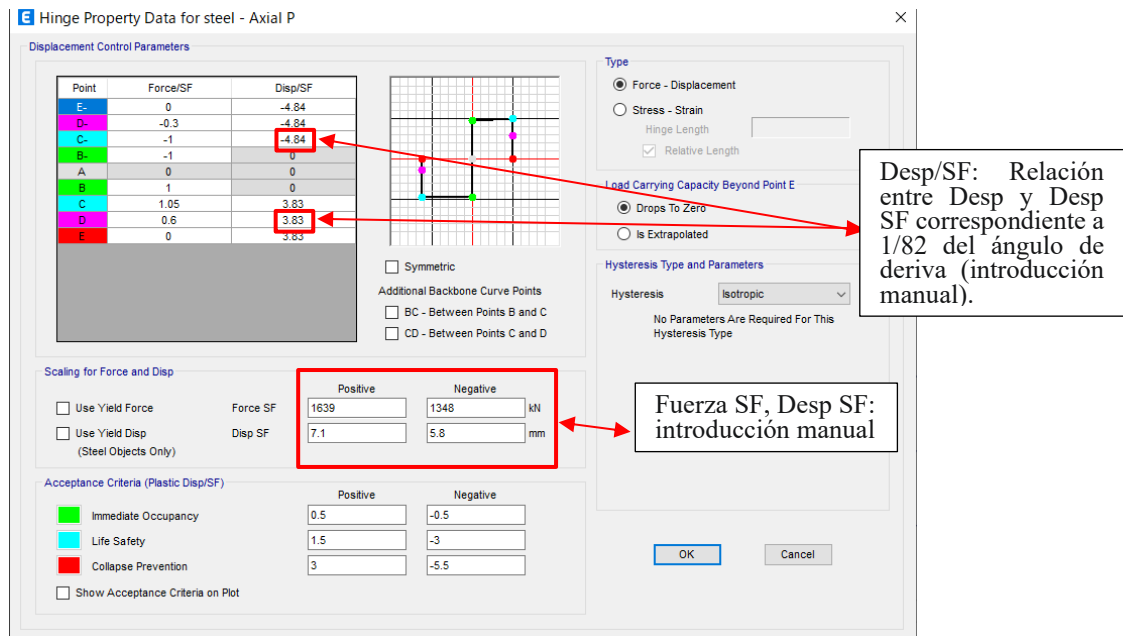 E Hinge Property Data for steel - Axial P
Displacement Control Parameters
Point Force/SF Disp/SF
E- 0 -4.84
D- -0.3 -4.84
C- -1 -4.84
B- -1 0
A 0 0
B 1 0
C 1.05 3.83
D 0.6 3.83
E 0 3.83
Symmetric
Additional Backbone Curve Points
BC - Between Points B and C
CD - Between Points C and D
Type
Force - Displacement
Stress - Strain
Hinge Length
Relative Length
Load Carrying Capacity Beyond Point E
Drops To Zero
Is Extrapolated
Hysteresis Type and Parameters
Hysteresis Isotropic
No Parameters Are Required For This
Hysteresis Type
Desp/SF: Relación
entre Desp y Desp
SF correspondiente a
1/82 del ángulo de
deriva (introducción
manual).
Scaling for Force and Disp
Positive Negative
Use Yield Force Force SF 1639 1348 kN
Use Yield Disp Disp SF 7.1 5.8 mm
(Steel Objects Only)
Fuerza SF, Desp SF:
introducción manual
Acceptance Criteria (Plastic Disp/SF)
Positive Negative
Immediate Occupancy 0.5 -0.5
Life Safety 1.5 -3
Collapse Prevention 3 -5.5
Show Acceptance Criteria on Plot
OK Cancel